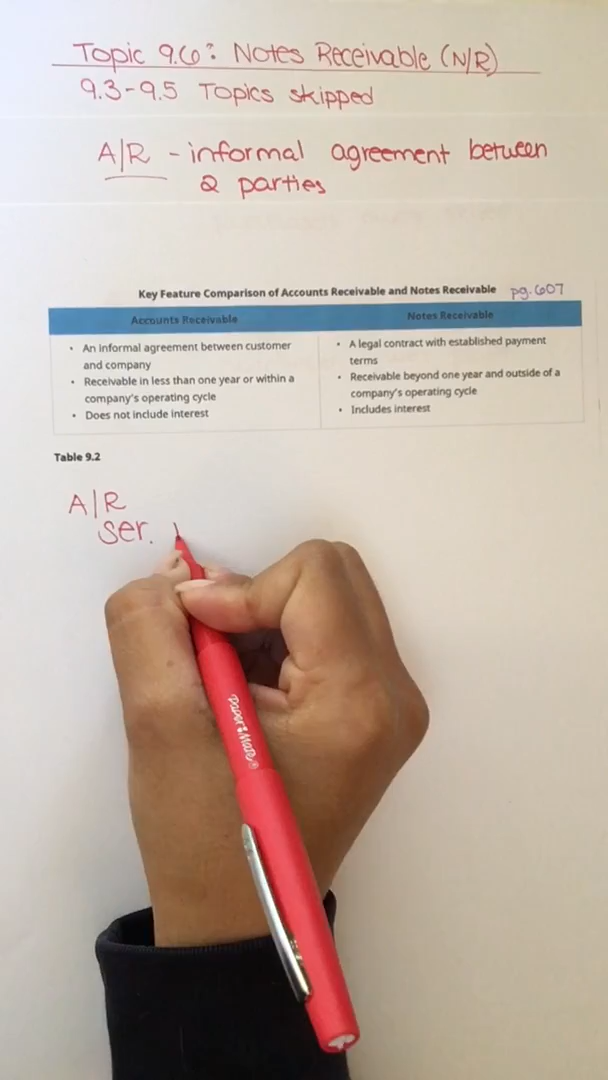 Topic 9.6: Notes Receivable (N/R)
9.3-9.5 Topics skipped
A/R - informal agreement between
2 parties
Key Feature Comparison of Accounts Receivable and Notes Receivable pg. 607
Accounts Receivable
• An informal agreement between customer
and company
• Receivable in less than one year or within a
company's operating cycle
• Does not include interest
Notes Receivable
• A legal contract with established payment
terms
• Receivable beyond one year and outside of a
company's operating cycle
• Includes interest
Table 9.2
A/R
ser.
paper:mate®